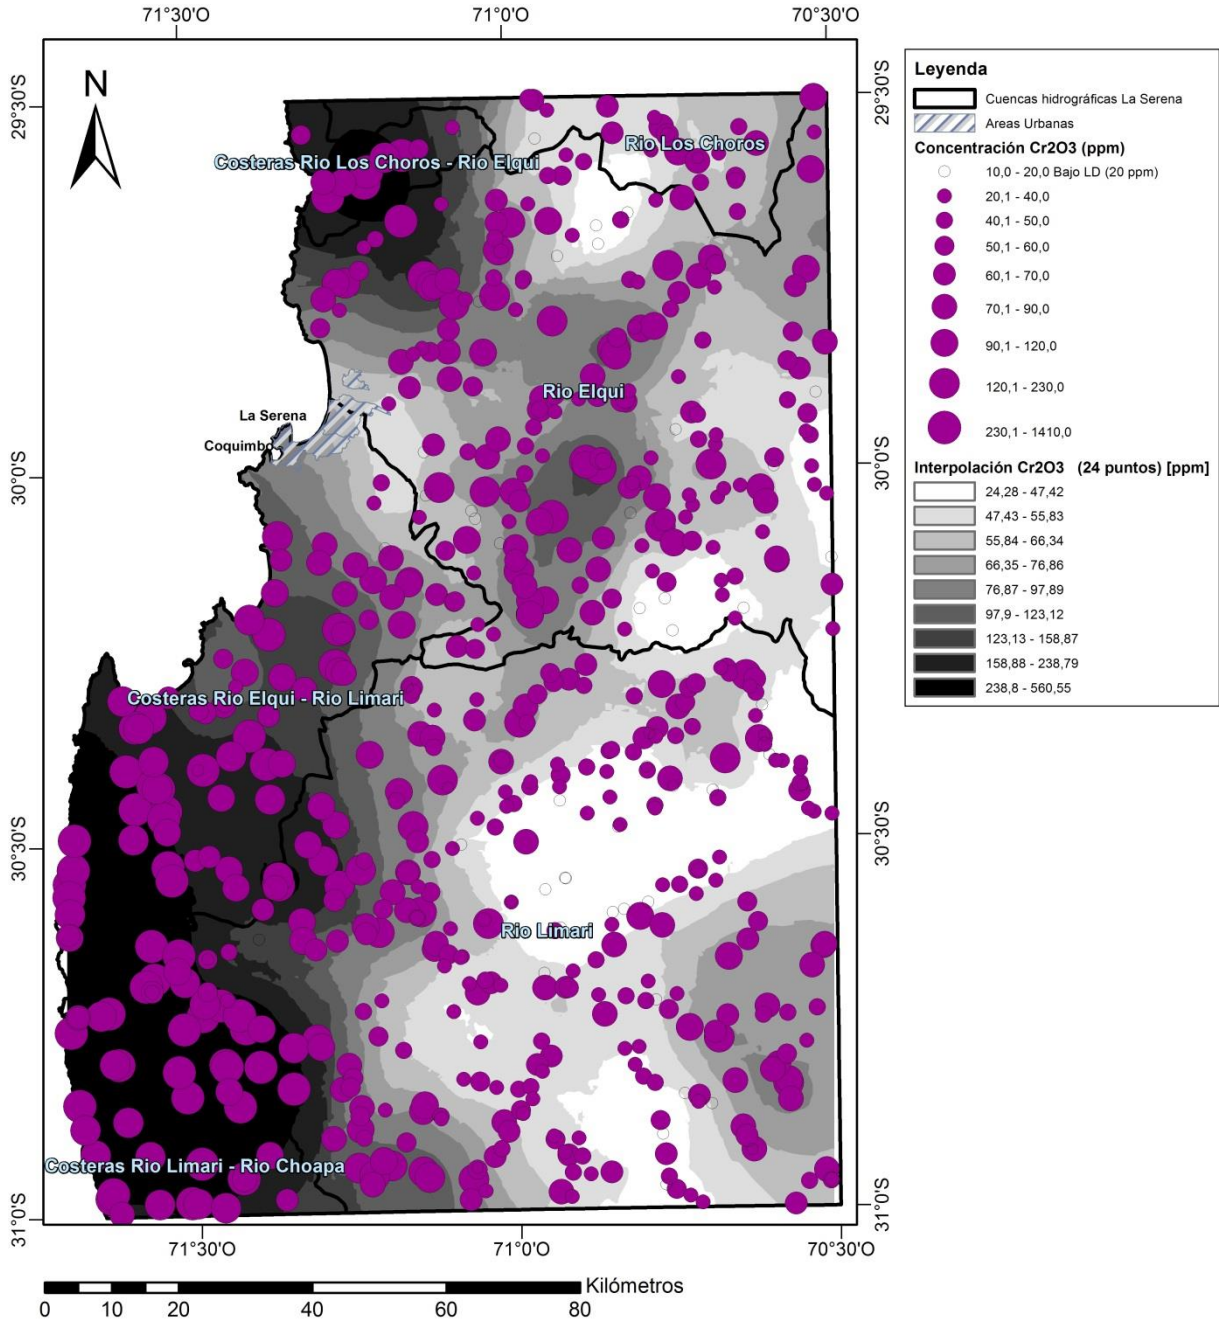 71°30'O
71°0'O
70°30'O
29°30'S
29°30'S
N
Costeras Rio Los Choros - Rio Elqui
Rio Los Choros
Rio Elqui
La Serena
Coquimbo
30°0'S
30°0'S
Costeras Rio Elqui - Rio Limari
30°30'S
30°30'S
Rio Limari
Costeras Rio Limari - Rio Choapa
31°0'S
31°0'S
71°30'O
71°0'O
70°30'O
Kilómetros
0 10 20 40 60 80
Leyenda
Cuencas hidrográficas La Serena
Areas Urbanas
Concentración Cr2O3 (ppm)
10,0 - 20,0 Bajo LD (20 ppm)
20,1 - 40,0
40,1 - 50,0
50,1 - 60,0
60,1 - 70,0
70,1 - 90,0
90,1 - 120,0
120,1 - 230,0
230,1 - 1410,0
Interpolación Cr2O3 (24 puntos) [ppm]
24,28 - 47,42
47,43 - 55,83
55,84 - 66,34
66,35 - 76,86
76,87 - 97,89
97,9 - 123,12
123,13 - 158,87
158,88 - 238,79
238,8 - 560,55